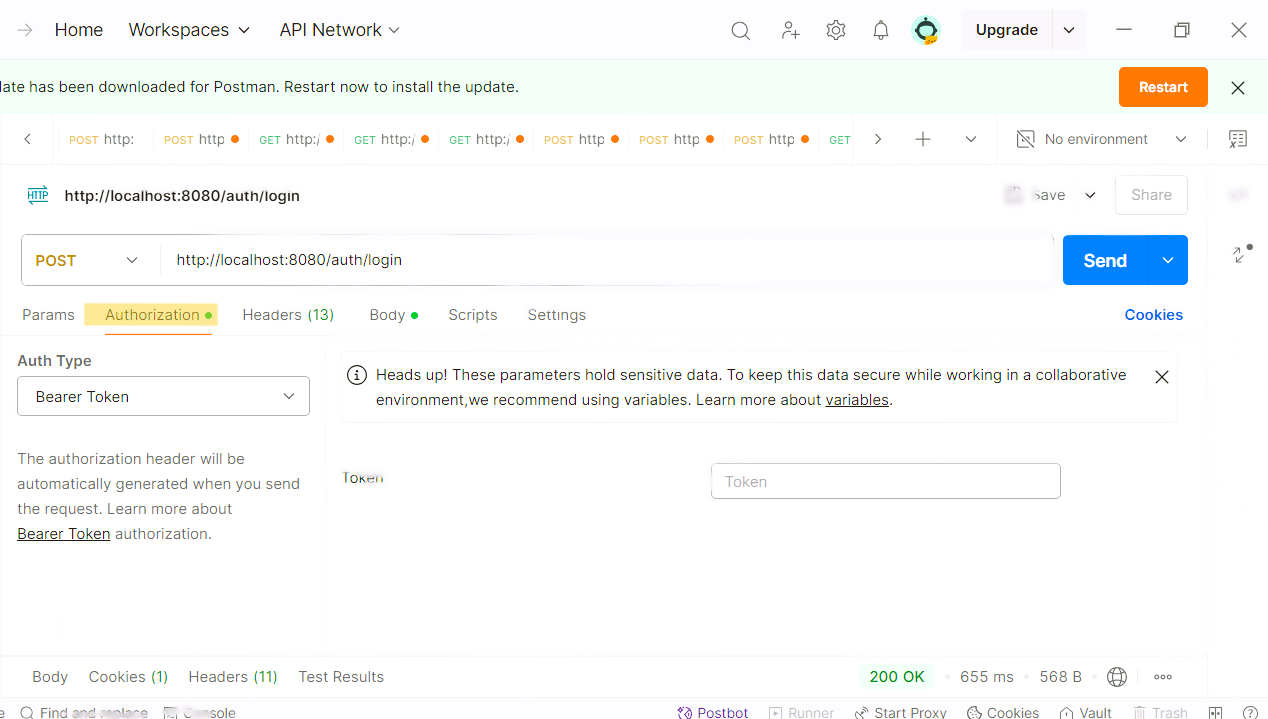 Home Workspaces API Network Upgrade
late has been downloaded for Postman. Restart now to install the update. Restart
POST http: POST http GET http:/ GET http:/ GET http:/ POST http POST http POST http GET No environment
HTTP http://localhost:8080/auth/login Save Share
POST http://localhost:8080/auth/login Send
Params Authorization Headers (13) Body Scripts Settings Cookies
Auth Type
Bearer Token
Heads up! These parameters hold sensitive data. To keep this data secure while working in a collaborative
environment,we recommend using variables. Learn more about variables.
The authorization header will be
automatically generated when you send
the request. Learn more about
Bearer Token authorization.
Token Token
Body Cookies (1) Headers (11) Test Results 200 OK 655 ms 568 B
e Find and replace Console Postbot Runner Start Proxy Cookies Vault Trash